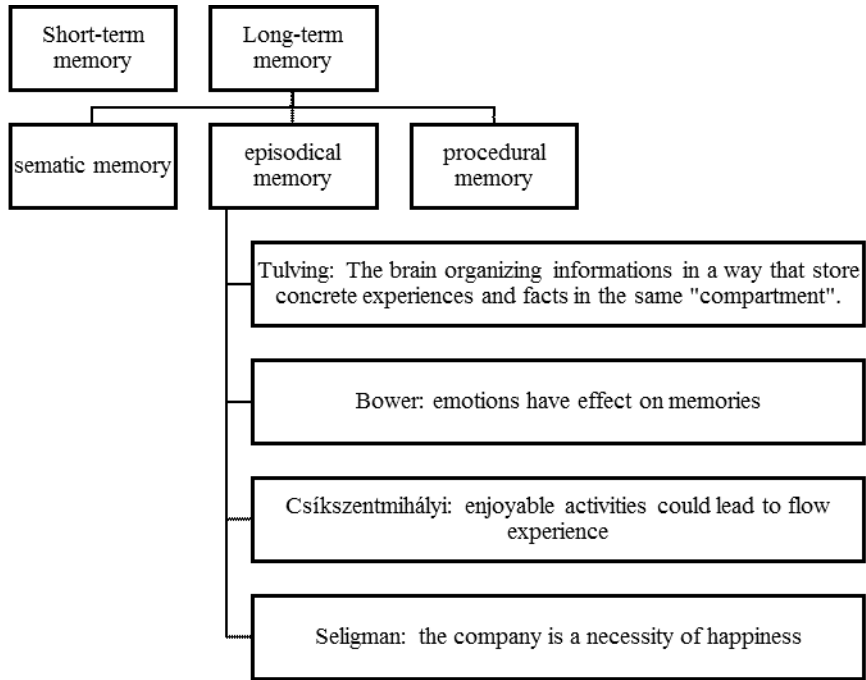 Short-term
memory
Long-term
memory
sematic memory
episodical
memory
procedural
memory
Tulving: The brain organizing informations in a way that store
concrete experiences and facts in the same "compartment".
Bower: emotions have effect on memories
Csíkszentmihályi: enjoyable activities could lead to flow
experience
Seligman: the company is a necessity of happiness